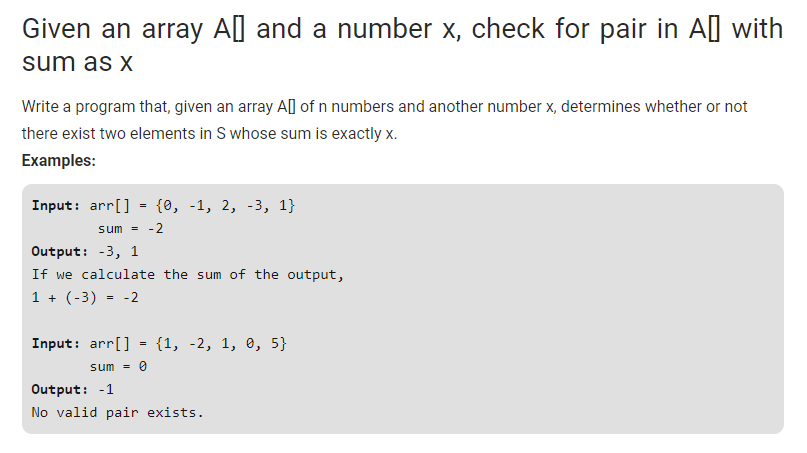 Given an array A[] and a number x, check for pair in A[] with
sum as x
Write a program that, given an array A[] of n numbers and another number x, determines whether or not
there exist two elements in S whose sum is exactly x.
Examples:
Input: arr[] = {0, -1, 2, -3, 1}
sum = -2
Output: -3, 1
If we calculate the sum of the output,
1 + (-3) = -2
Input: arr[] = {1, -2, 1, 0, 5}
sum = 0
Output: -1
No valid pair exists.